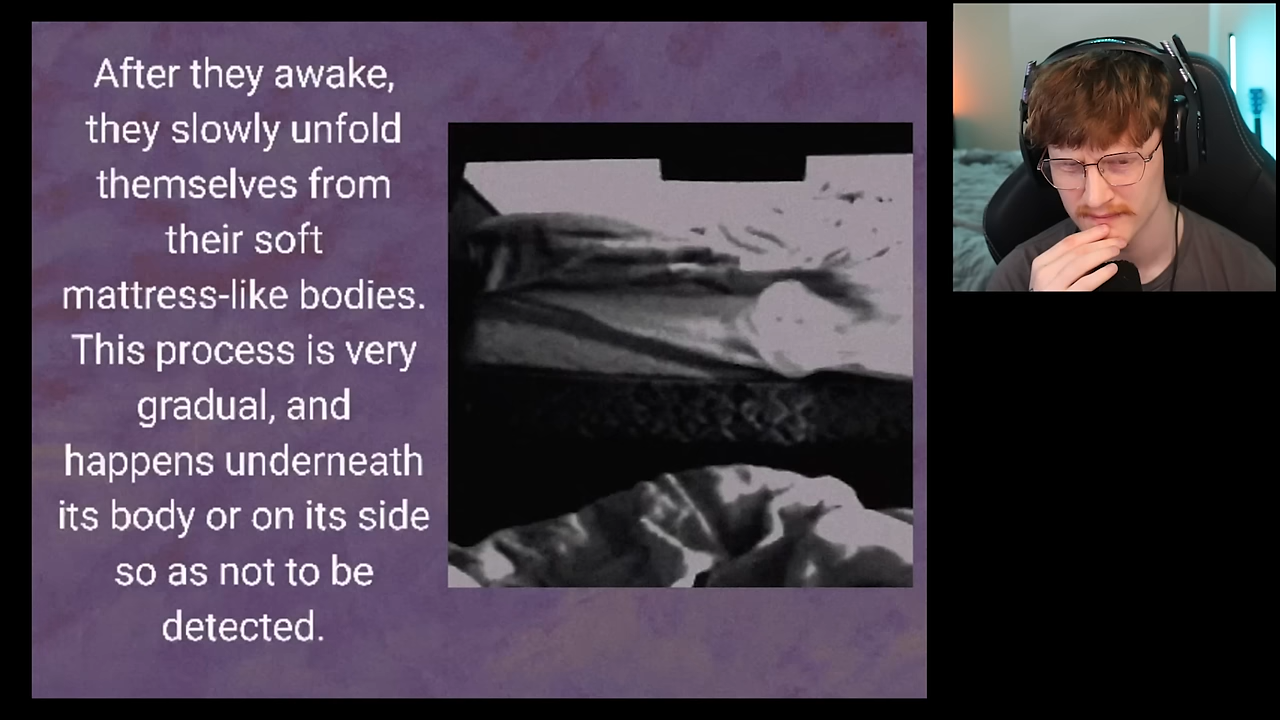 After they awake,
they slowly unfold
themselves from
their soft
mattress-like bodies.
This process is very
gradual, and
happens underneath
its body or on its side
so as not to be
detected.